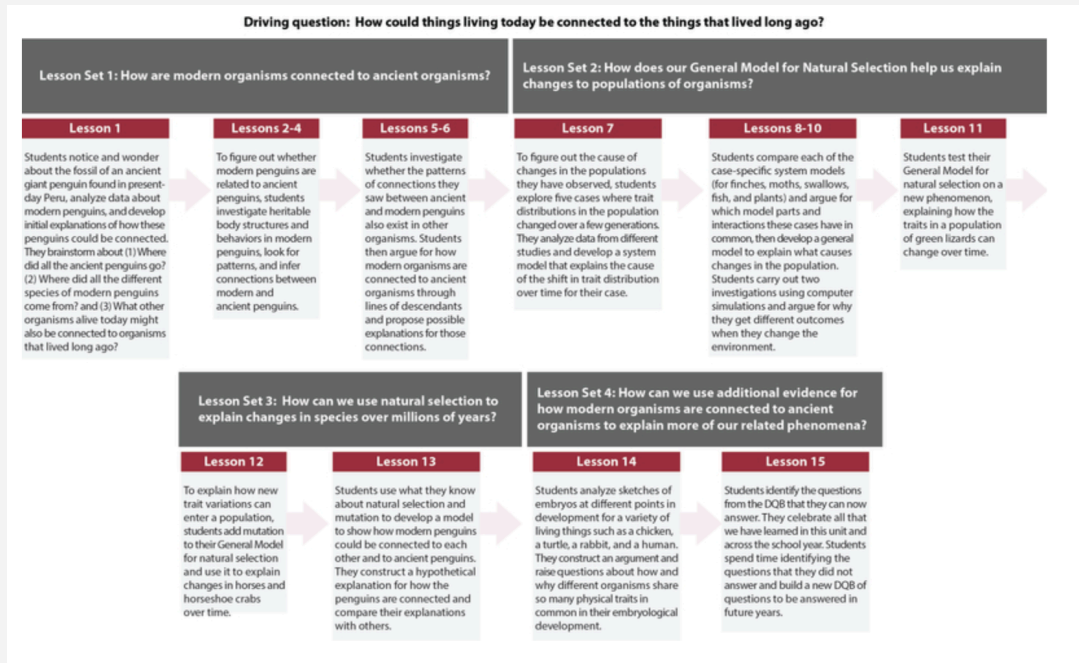 Driving question: How could things living today be connected to the things that lived long ago?
Lesson Set 1: How are modern organisms connected to ancient organisms?
Lesson Set 2: How does our General Model for Natural Selection help us explain
changes to populations of organisms?
Lesson 1
Students notice and wonder
about the fossil of an ancient
giant penguin found in present-
day Peru, analyze data about
modern penguins, and develop
initial explanations of how these
penguins could be connected.
They brainstorm about (1) Where
did all the ancient penguins go?
(2) Where did all the different
species of modern penguins
come from? and (3) What other
organisms alive today might
also be connected to organisms
that lived long ago?
Lessons 2-4
To figure out whether
modern penguins are
related to ancient
penguins, students
investigate heritable
body structures and
behaviors in modern
penguins, look for
patterns, and infer
connections between
modern and
ancient penguins.
Lessons 5-6
Students investigate
whether the patterns
of connections they
saw between ancient
and modern penguins
also exist in other
organisms. Students
then argue for how
modern organisms are
connected to ancient
organisms through
lines of descendants
and propose possible
explanations for those
connections.
Lesson 7
To figure out the cause of
changes in the populations
they have observed, students
explore five cases where trait
distributions in the population
changed over a few generations.
They analyze data from different
studies and develop a system
model that explains the cause
of the shift in trait distribution
over time for their case.
Lessons 8-10
Students compare each of the
case-specific system models
(for finches, moths, swallows,
fish, and plants) and argue for
which model parts and
interactions these cases have in
common, then develop a general
model to explain what causes
changes in the population.
Students carry out two
investigations using computer
simulations and argue for why
they get different outcomes
when they change the
environment.
Lesson 11
Students test their
General Model for
natural selection on a
new phenomenon,
explaining how the
traits in a population
of green lizards can
change over time.
Lesson Set 3: How can we use natural selection to
explain changes in species over millions of years?
Lesson Set 4: How can we use additional evidence for
how modern organisms are connected to ancient
organisms to explain more of our related phenomena?
Lesson 12
To explain how new
trait variations can
enter a population,
students add mutation
to their General Model
for natural selection
and use it to explain
changes in horses and
horseshoe crabs
over time.
Lesson 13
Students use what they know
about natural selection and
mutation to develop a model
to show how modern penguins
could be connected to each
other and to ancient penguins.
They construct a hypothetical
explanation for how the
penguins are connected and
compare their explanations
with others.
Lesson 14
Students analyze sketches of
embryos at different points in
development for a variety of
living things such as a chicken,
a turtle, a rabbit, and a human.
They construct an argument and
raise questions about how and
why different organisms share
so many physical traits in
common in their embryological
development.
Lesson 15
Students identify the questions
from the DQB that they can now
answer. They celebrate all that
we have learned in this unit and
across the school year. Students
spend time identifying the
questions that they did not
answer and build a new DQB of
questions to be answered in
future years.